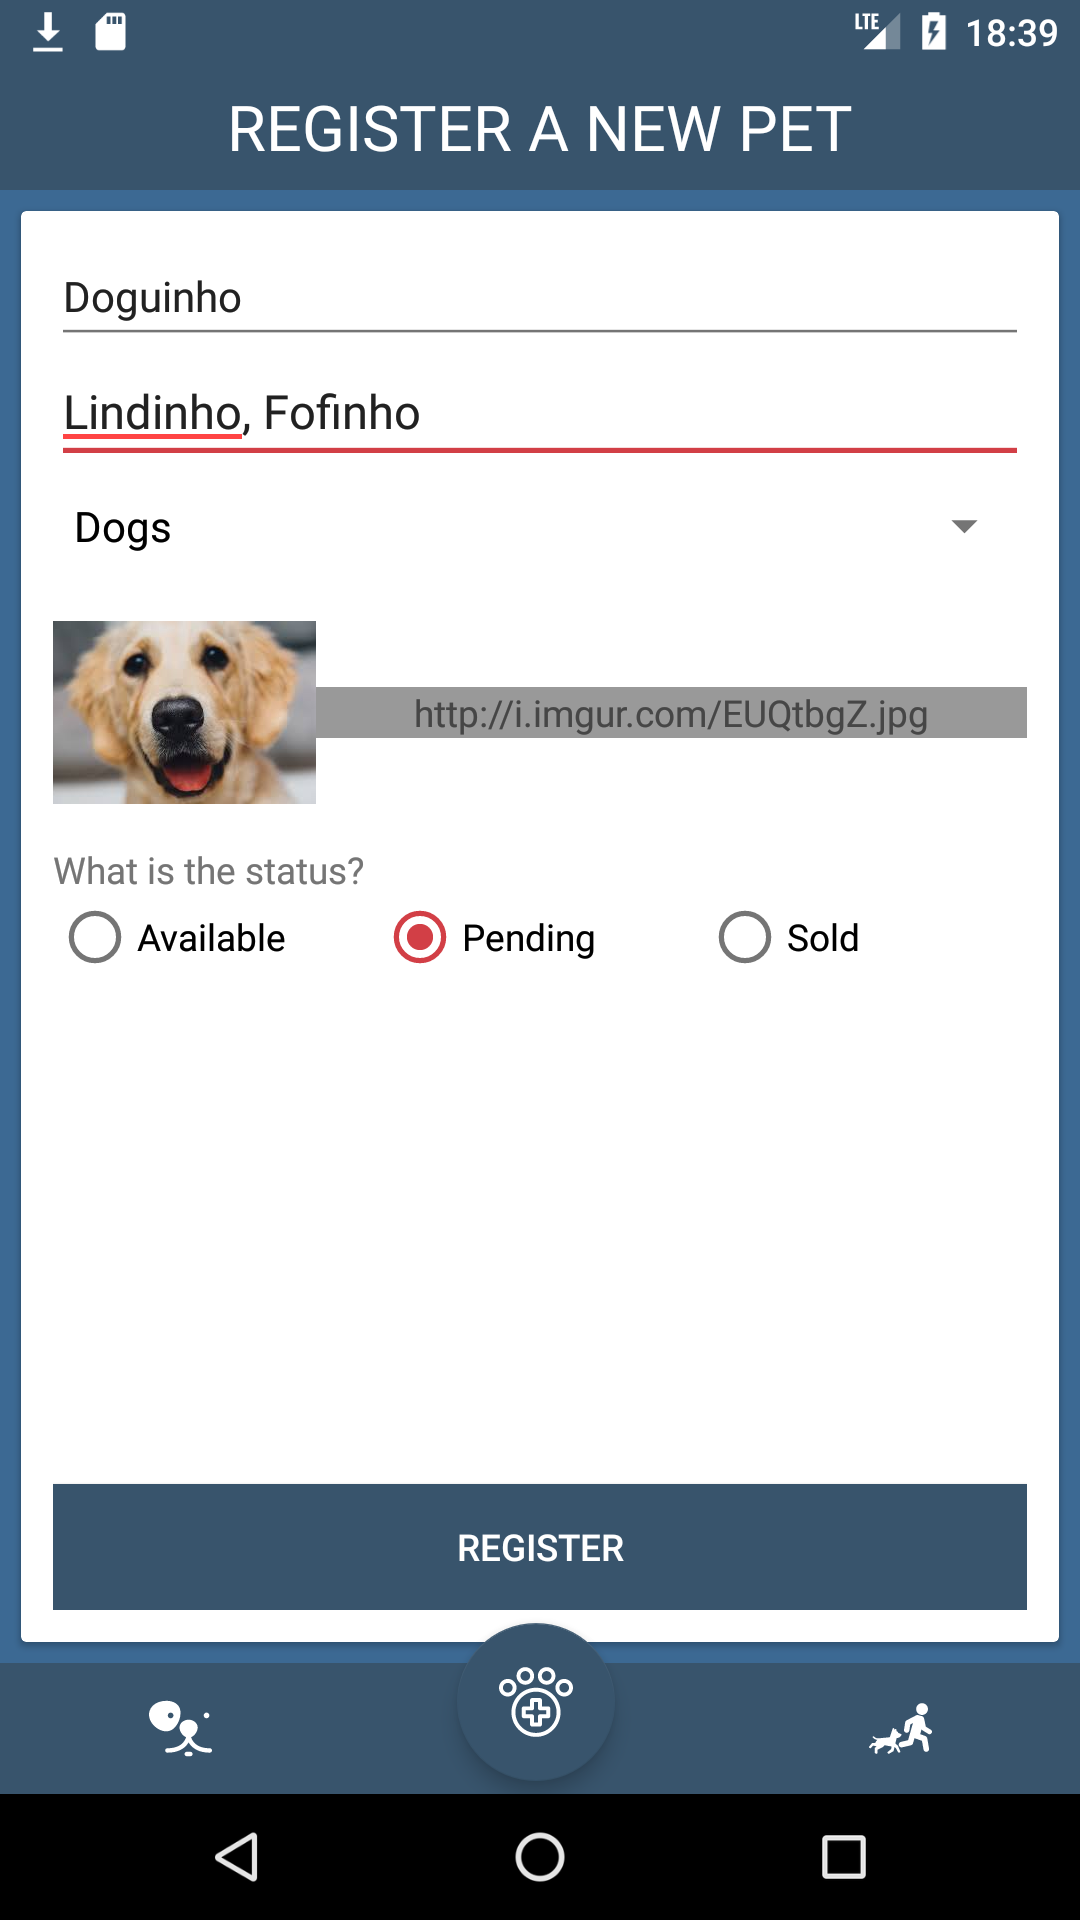 LTE 18:39
REGISTER A NEW PET
Doguinho
Lindinho, Fofinho
Dogs
http://i.imgur.com/EUQtbgZ.jpg
What is the status?
Available Pending Sold
REGISTER